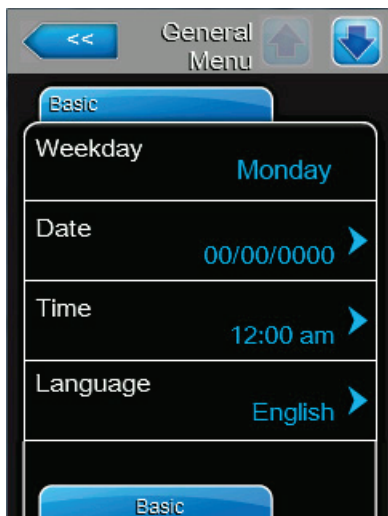 <<
General
Menu
Basic
Weekday
Monday
Date
00/00/0000
Time
12:00 am
Language
English
Basic